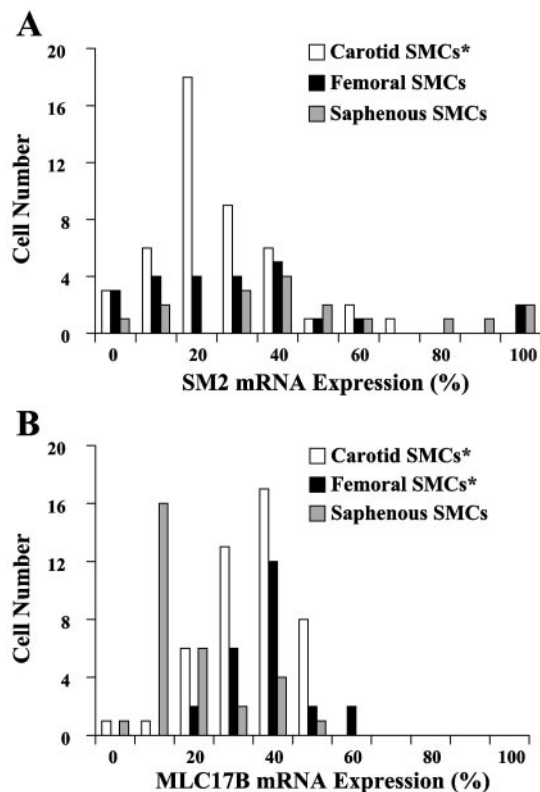 A
20
16
12
8
4
0
Cell Number
Carotid SMCs*
Femoral SMCs
Saphenous SMCs
0 20 40 60 80 100
SM2 mRNA Expression (%)
B
20
16
12
8
4
0
Cell Number
Carotid SMCs*
Femoral SMCs*
Saphenous SMCs
0 20 40 60 80 100
MLC17B mRNA Expression (%)